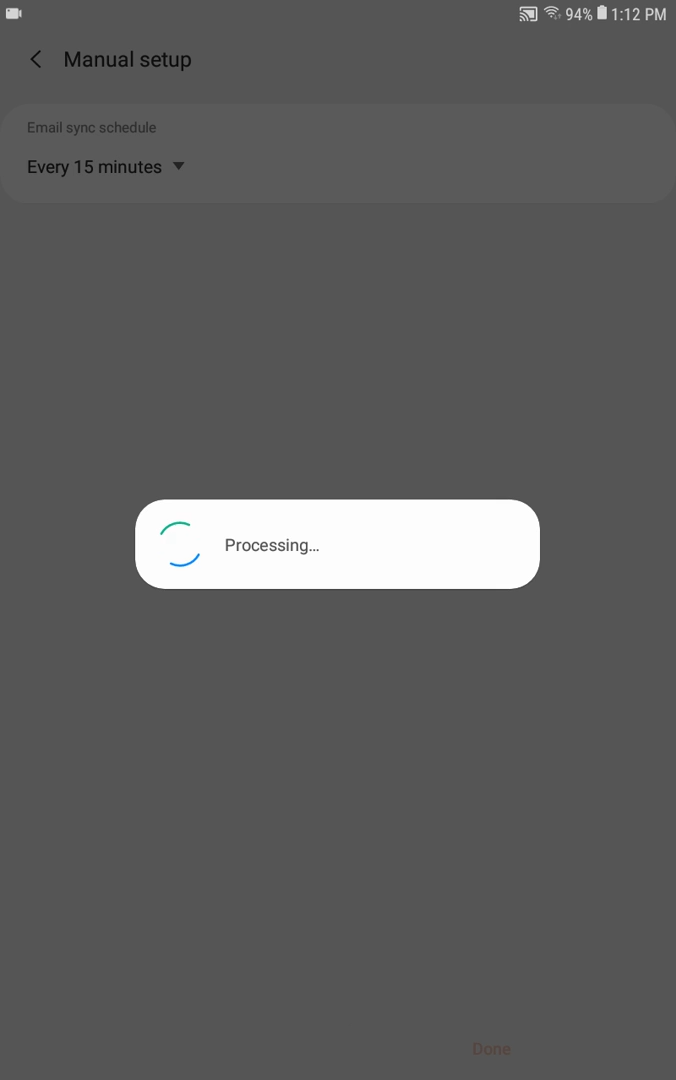 94% 1:12 PM
Manual setup
Email sync schedule
Every 15 minutes
Processing...
Done